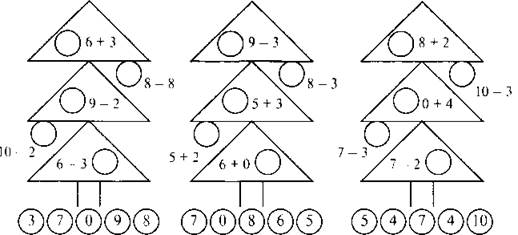 6 + 3 9 – 3 8 + 2
8 – 8 8 – 3 10 – 3
9 – 2 5 + 3 0 + 4
10 - 2 5 + 2 7 – 3
6 - 3 6 + 0 7 - 2
3 7 0 9 8 7 0 8 6 5 5 4 7 4 10